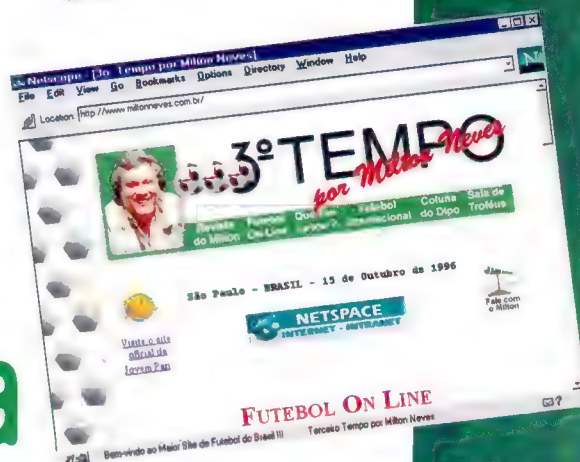 Netscape - [3o. Tempo por Milton Neves]
File Edit View Go Bookmarks Options Directory Window Help
Location: http://www.miltonneves.com.br/
N
3º TEMPO
por Milton Neves
Revista do Milton
Futebol On-Line
Que
Futebol Internacional
Coluna do Dipo
Sala de Troféus
São Paulo - BRASIL - 15 de Outubro de 1996
Visite o site
oficial da
Jovem Pan
NETSPACE
INTERNET - INTRANET
Fale com
o Milton
FUTEBOL ON LINE
Bem-vindo ao Maior Site de Futebol do Brasil !!! Terceiro Tempo por Milton Neves
a